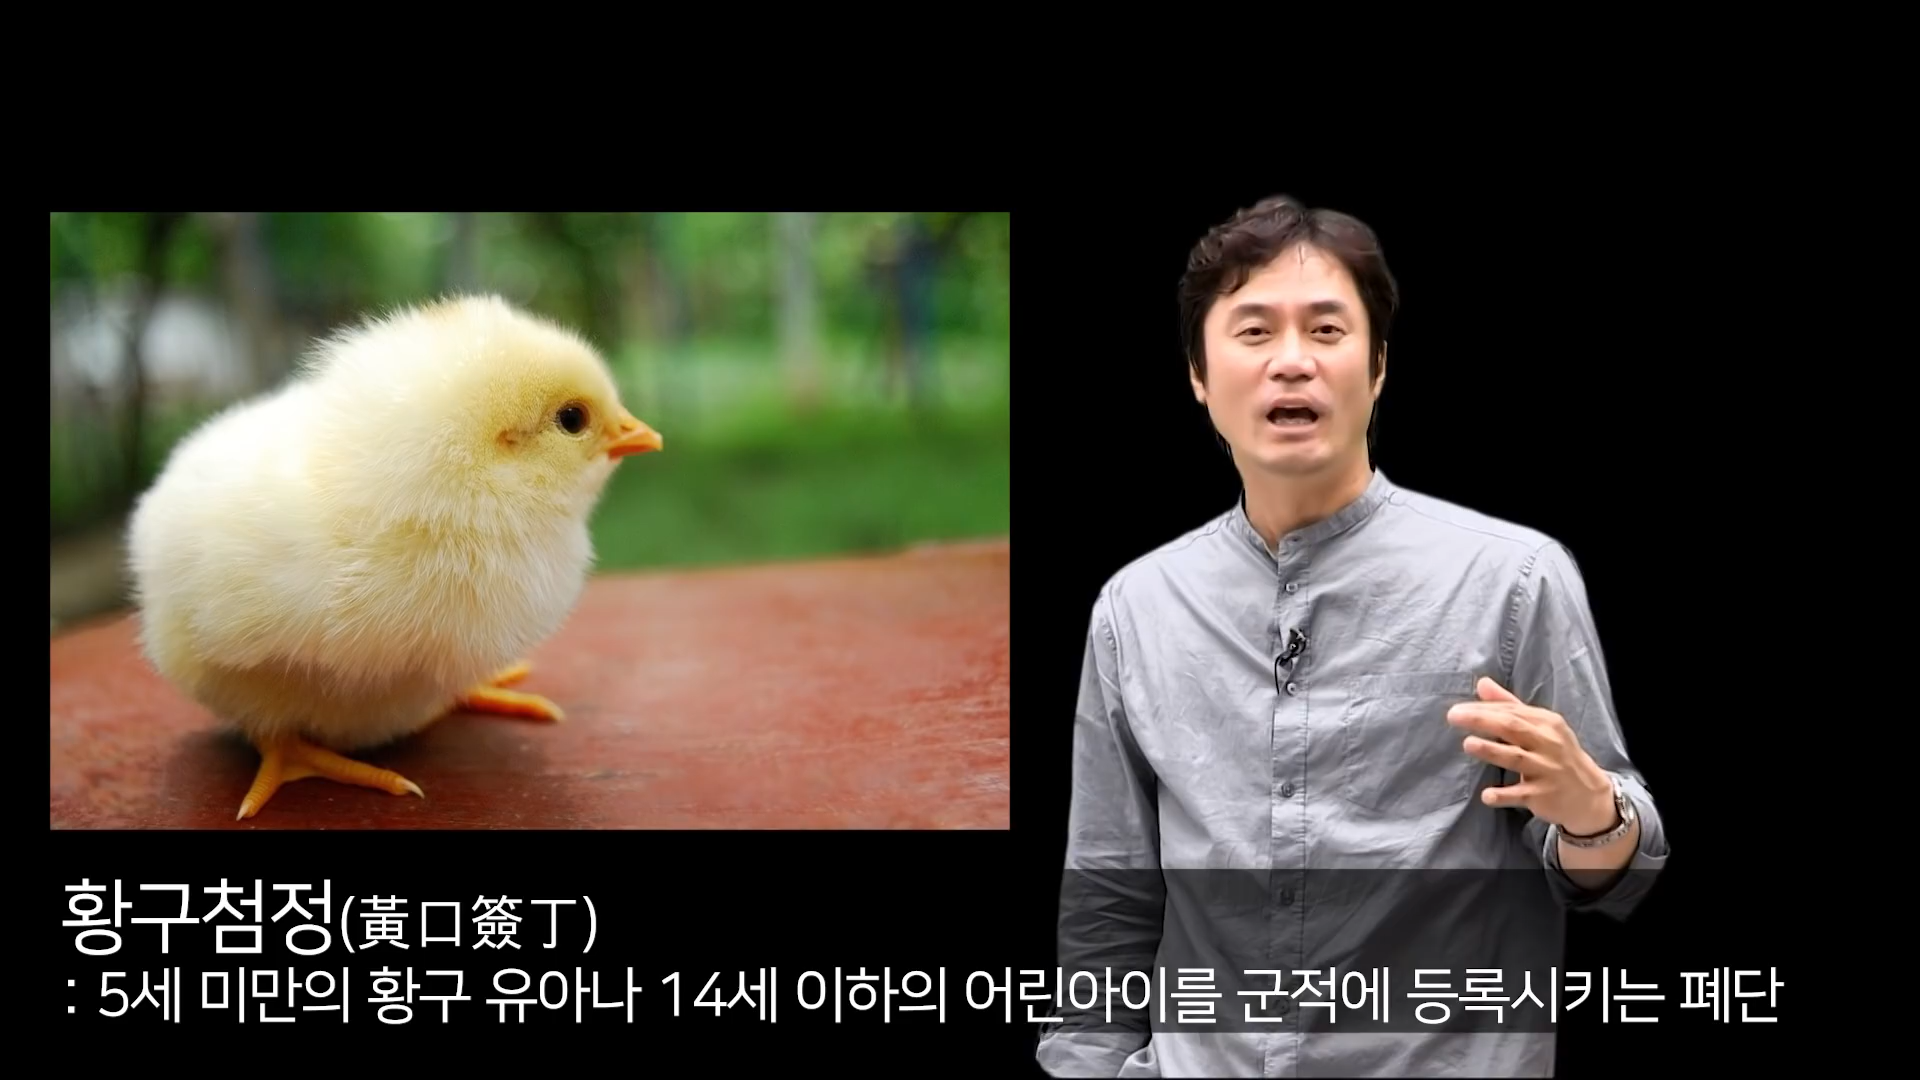 황구첨정(黃口簽丁)
: 5세 미만의 황구 유아나 14세 이하의 어린아이를 군적에 등록시키는 폐단